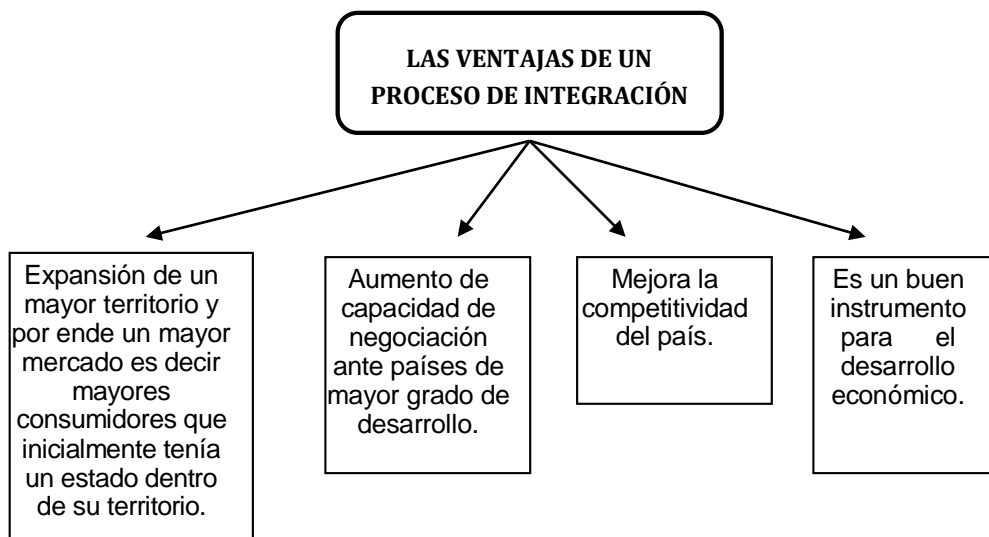 LAS VENTAJAS DE UN
PROCESO DE INTEGRACIÓN
Expansión de un
mayor territorio y
por ende un mayor
mercado es decir
mayores
consumidores que
inicialmente tenía
un estado dentro
de su territorio.
Aumento de
capacidad de
negociación
ante países de
mayor grado de
desarrollo.
Mejora la
competitividad
del país.
Es un buen
instrumento
para el
desarrollo
económico.